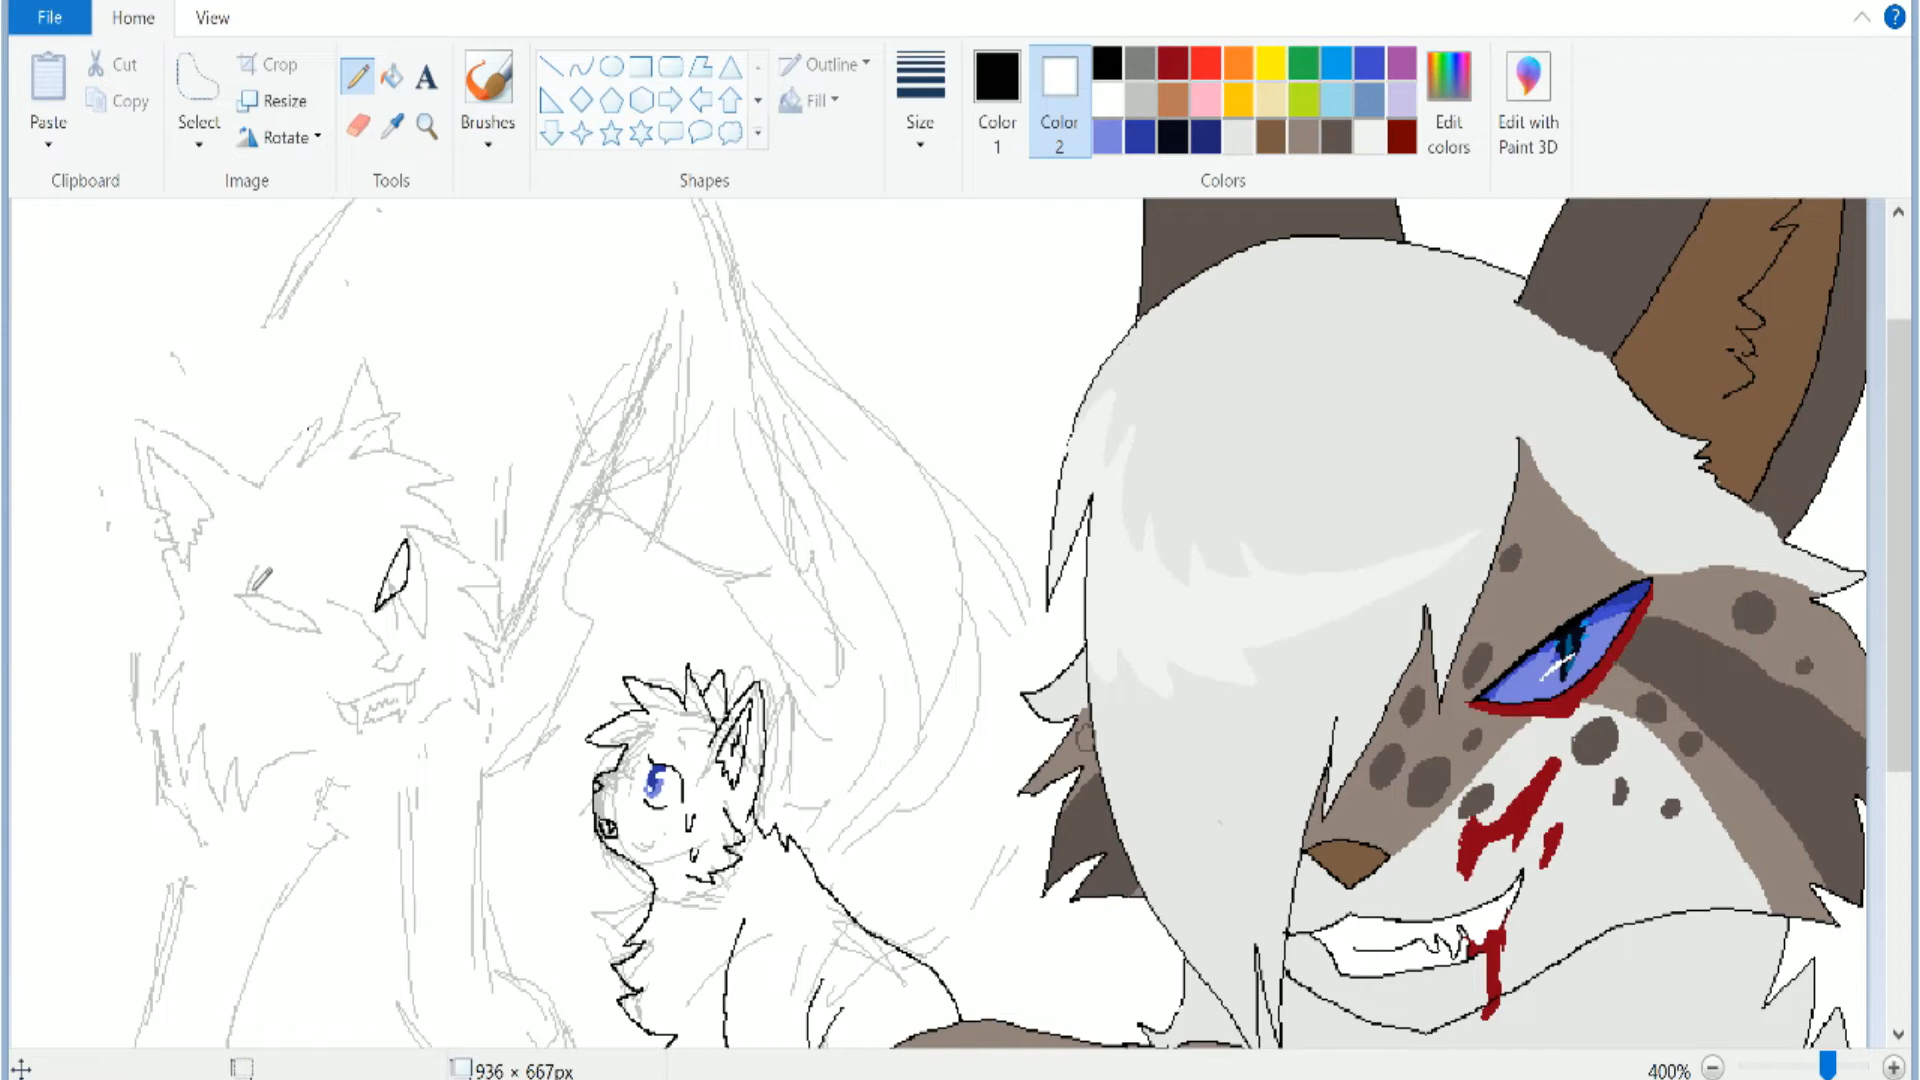 File Home View ?
Paste
Cut
Copy
Clipboard
Select
Crop
Resize
Rotate
Image
A
Tools
Brushes
Outline
Fill
Shapes
Size
Color
1
Color
2
Edit
colors
Colors
Edit with
Paint 3D
936 × 667px
400%